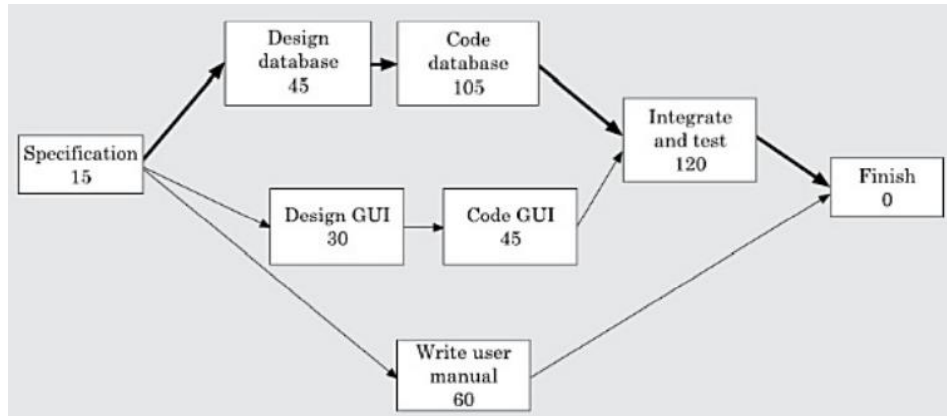 Specification
15
Design
database
45
Code
database
105
Design GUI
30
Code GUI
45
Integrate
and test
120
Write user
manual
60
Finish
0